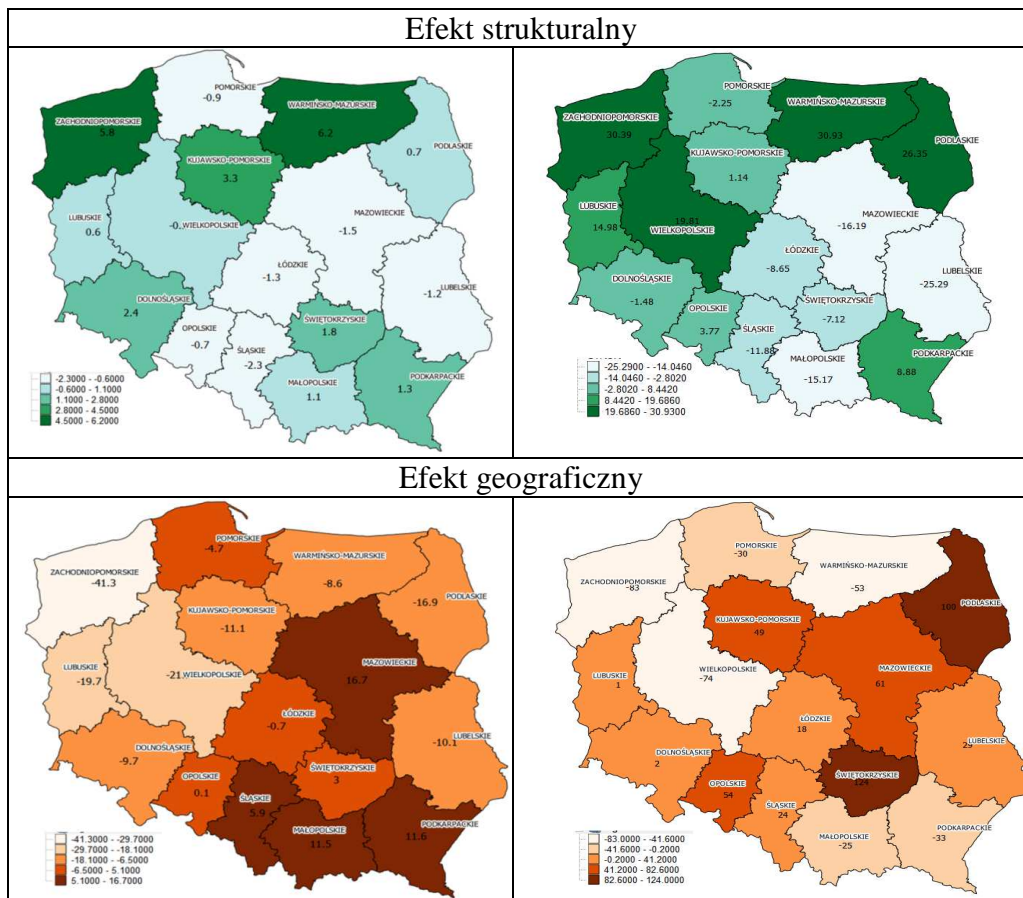 Efekt strukturalny
POMORSKIE
-0.9
WARMIŃSKO-MAZURSKIE
6.2
ZACHODNIOPOMORSKIE
5.8
PODLASKIE
0.7
KUJAWSKO-POMORSKIE
3.3
MAZOWIECKIE
-1.5
LUBUSKIE
0.6
-0.
WIELKOPOLSKIE
ŁÓDZKIE
-1.3
LUBELSKIE
-1.2
DOLNOŚLĄSKIE
2.4
ŚWIĘTOKRZYSKIE
1.8
OPOLSKIE
-0.7
ŚLĄSKIE
-2.3
MAŁOPOLSKIE
1.1
PODKARPACKIE
1.3
-2.3000 - -0.6000
-0.6000 - 1.1000
1.1000 - 2.8000
2.8000 - 4.5000
4.5000 - 6.2000
POMORSKIE
-2.25
WARMIŃSKO-MAZURSKIE
30.93
ZACHODNIOPOMORSKIE
30.39
PODLASKIE
26.35
KUJAWSKO-POMORSKIE
1.14
LUBUSKIE
14.98
19.81
WIELKOPOLSKIE
MAZOWIECKIE
-16.19
ŁÓDZKIE
-8.65
LUBELSKIE
-25.29
DOLNOŚLĄSKIE
-1.48
OPOLSKIE
3.77
ŚWIĘTOKRZYSKIE
-7.12
ŚLĄSKIE
-11.88
MAŁOPOLSKIE
-15.17
PODKARPACKIE
8.88
-25.2900 - -14.0460
-14.0460 - -2.8020
-2.8020 - 8.4420
8.4420 - 19.6860
19.6860 - 30.9300
Efekt geograficzny
POMORSKIE
-4.7
WARMIŃSKO-MAZURSKIE
-8.6
ZACHODNIOPOMORSKIE
-41.3
PODLASKIE
-16.9
KUJAWSKO-POMORSKIE
-11.1
MAZOWIECKIE
16.7
LUBUSKIE
-19.7
-21. WIELKOPOLSKIE
ŁÓDZKIE
-0.7
LUBELSKIE
-10.1
DOLNOŚLĄSKIE
-9.7
ŚWIĘTOKRZYSKIE
3
OPOLSKIE
0.1
ŚLĄSKIE
5.9
MAŁOPOLSKIE
11.5
PODKARPACKIE
11.6
-41.3000 - -29.7000
-29.7000 - -18.1000
-18.1000 - -6.5000
-6.5000 - 5.1000
5.1000 - 16.7000
POMORSKIE
-30
WARMIŃSKO-MAZURSKIE
-53
ZACHODNIOPOMORSKIE
-83
100
PODLASKIE
KUJAWSKO-POMORSKIE
49
MAZOWIECKIE
61
LUBUSKIE
1
WIELKOPOLSKIE
-74
ŁÓDZKIE
18
LUBELSKIE
29
DOLNOŚLĄSKIE
2
OPOLSKIE
54
ŚWIĘTOKRZYSKIE
124
ŚLĄSKIE
24
MAŁOPOLSKIE
-25
PODKARPACKIE
-33
-83.0000 - -41.6000
-41.6000 - -0.2000
-0.2000 - 41.2000
41.2000 - 82.6000
82.6000 - 124.0000